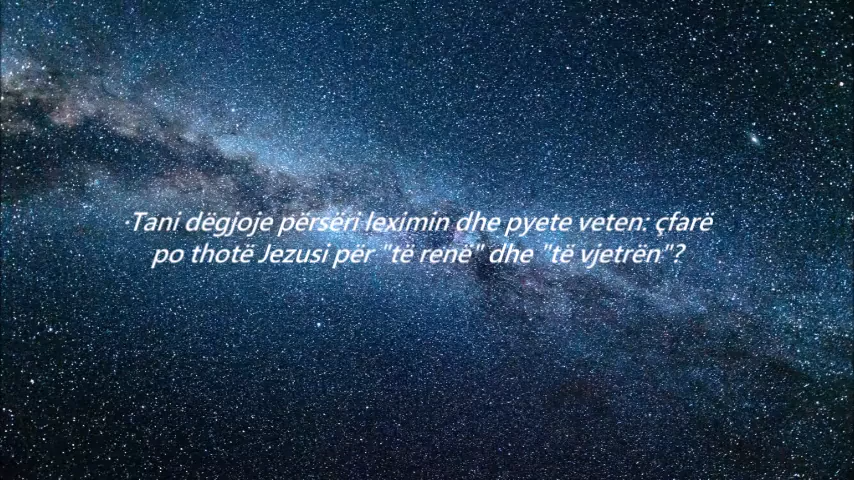 Tani dëgjoje përsëri leximin dhe pyete veten: çfarë
po thotë Jezusi për "të renë" dhe "të vjetrën"?